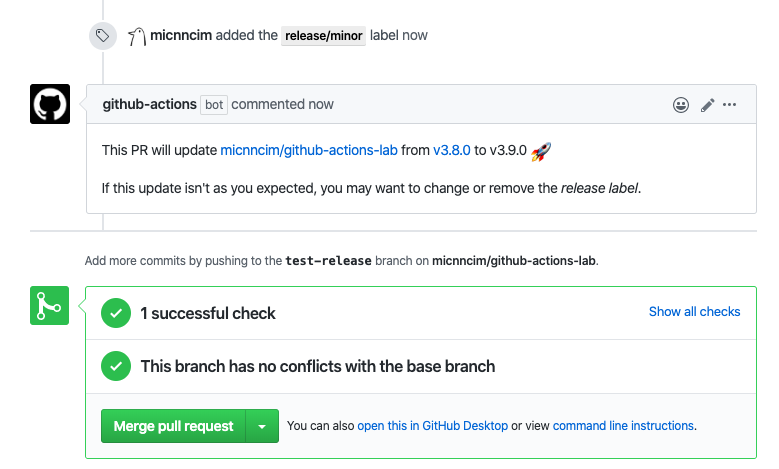 micnncim added the release/minor label now
github-actions bot commented now
This PR will update micnncim/github-actions-lab from v3.8.0 to v3.9.0 🚀
If this update isn't as you expected, you may want to change or remove the release label.
Add more commits by pushing to the test-release branch on micnncim/github-actions-lab.
1 successful check Show all checks
This branch has no conflicts with the base branch
Merge pull request You can also open this in GitHub Desktop or view command line instructions.